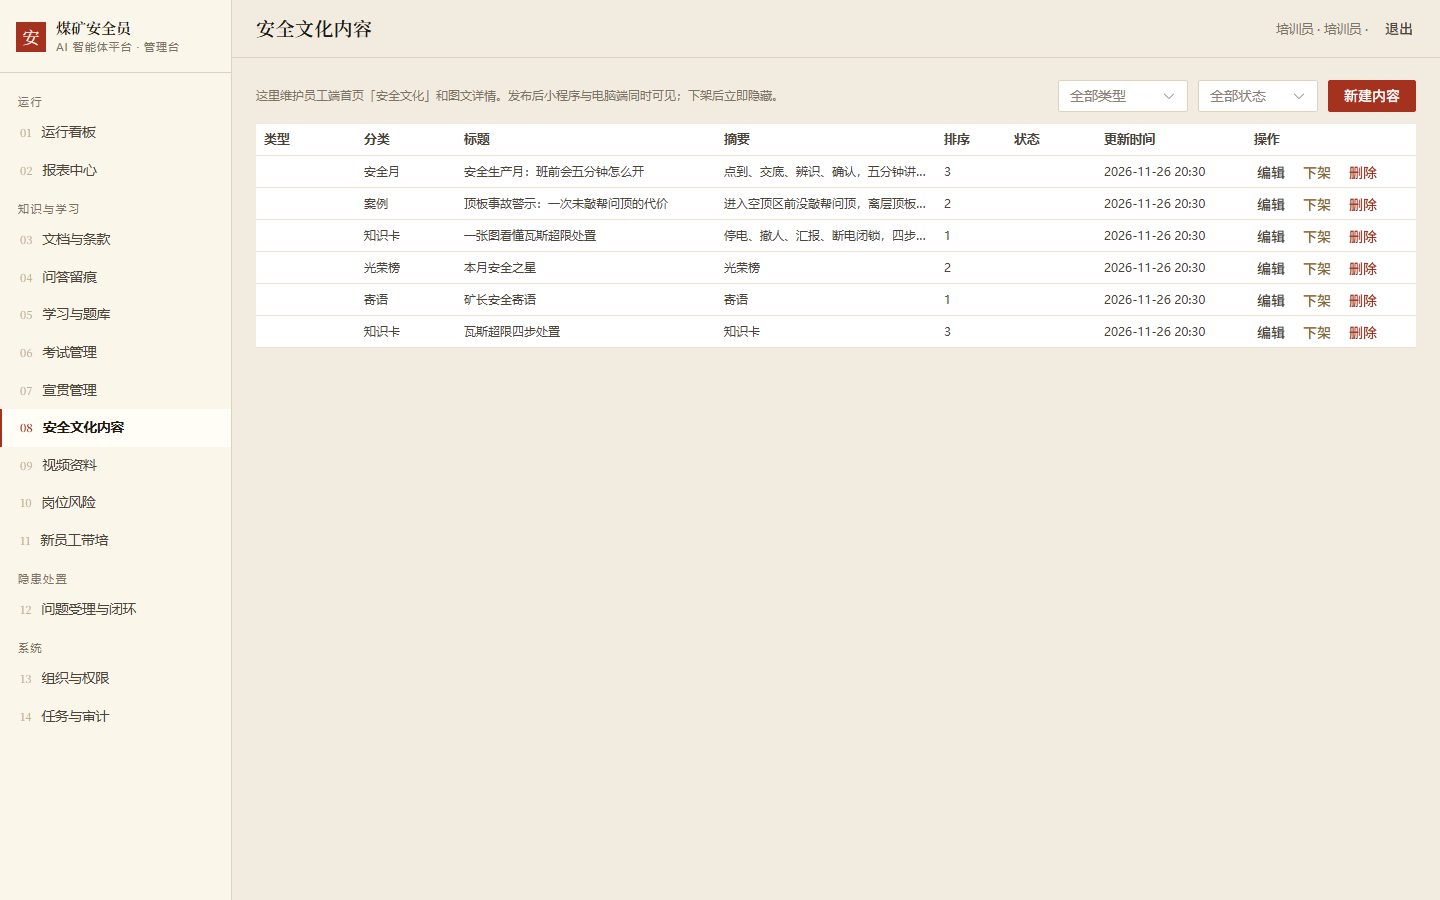 安
煤矿安全员
AI 智能体平台 · 管理台
运行
01 运行看板
02 报表中心
知识与学习
03 文档与条款
04 问答留痕
05 学习与题库
06 考试管理
07 宣贯管理
08 安全文化内容
09 视频资料
10 岗位风险
11 新员工带培
隐患处置
12 问题受理与闭环
系统
13 组织与权限
14 任务与审计
安全文化内容
培训员 · 培训员 · 退出
这里维护员工端首页「安全文化」和图文详情。发布后小程序与电脑端同时可见；下架后立即隐藏。
全部类型 全部状态 新建内容
类型 分类 标题 摘要 排序 状态 更新时间 操作
安全月 安全生产月：班前会五分钟怎么开 点到、交底、辨识、确认，五分钟讲... 3 2026-11-26 20:30 编辑 下架 删除
案例 顶板事故警示：一次未敲帮问顶的代价 进入空顶区前没敲帮问顶，离层顶板... 2 2026-11-26 20:30 编辑 下架 删除
知识卡 一张图看懂瓦斯超限处置 停电、撤人、汇报、断电闭锁，四步... 1 2026-11-26 20:30 编辑 下架 删除
光荣榜 本月安全之星 光荣榜 2 2026-11-26 20:30 编辑 下架 删除
寄语 矿长安全寄语 寄语 1 2026-11-26 20:30 编辑 下架 删除
知识卡 瓦斯超限四步处置 知识卡 3 2026-11-26 20:30 编辑 下架 删除